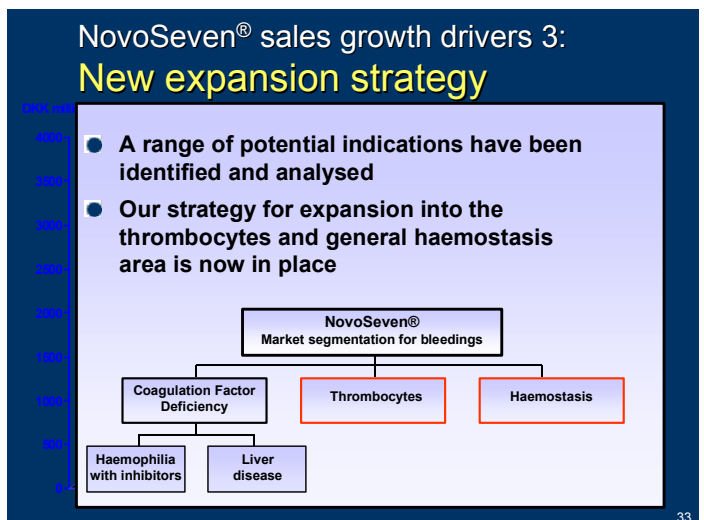 NovoSeven® sales growth drivers 3:
New expansion strategy
DKK mill
4000
3500
3000
2500
2000
1500
1000
500
0
A range of potential indications have been
identified and analysed
Our strategy for expansion into the
thrombocytes and general haemostasis
area is now in place
NovoSeven®
Market segmentation for bleedings
Coagulation Factor
Deficiency
Thrombocytes
Haemostasis
Haemophilia
with inhibitors
Liver
disease
33